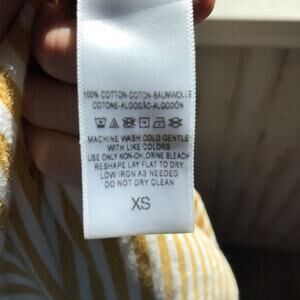 100% COTTON-COTON-BAUMWOLLE
COTONE-ALGODÃO-ALGODÓN
MACHINE WASH COLD GENTLE
WITH LIKE COLORS
USE ONLY NON-CHLORINE BLEACH
RESHAPE LAY FLAT TO DRY
LOW IRON AS NEEDED
DO NOT DRY CLEAN
XS